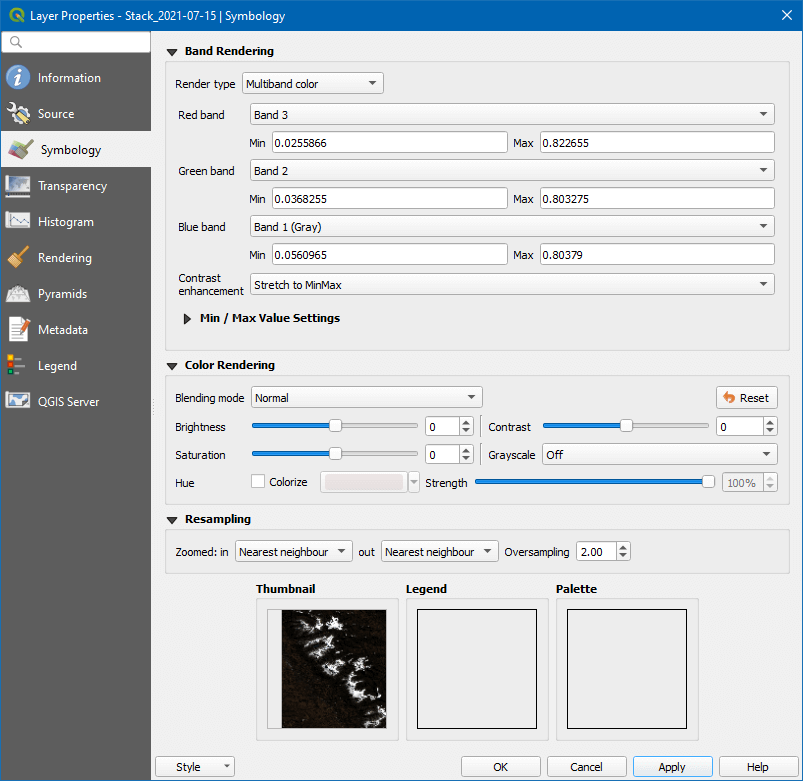 Layer Properties - Stack_2021-07-15 | Symbology
Information
Source
Symbology
Transparency
Histogram
Rendering
Pyramids
Metadata
Legend
QGIS Server
Band Rendering
Render type Multiband color
Red band Band 3
Min 0.0255866 Max 0.822655
Green band Band 2
Min 0.0368255 Max 0.803275
Blue band Band 1 (Gray)
Min 0.0560965 Max 0.80379
Contrast
enhancement Stretch to MinMax
Min / Max Value Settings
Color Rendering
Blending mode Normal Reset
Brightness 0 Contrast 0
Saturation 0 Grayscale Off
Hue Colorize Strength 100%
Resampling
Zoomed: in Nearest neighbour out Nearest neighbour Oversampling 2.00
Thumbnail Legend Palette
Style OK Cancel Apply Help